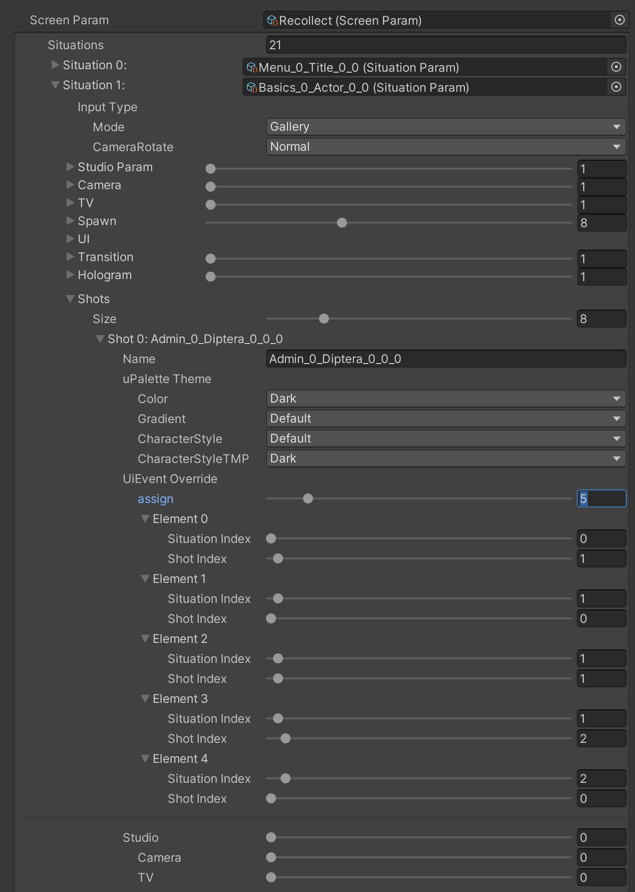 Screen Param Recollect (Screen Param)
Situations 21
Situation 0: Menu_0_Title_0_0 (Situation Param)
Situation 1: Basics_0_Actor_0_0 (Situation Param)
Input Type
Mode Gallery
CameraRotate Normal
Studio Param 1
Camera 1
TV 1
Spawn 8
UI
Transition 1
Hologram 1
Shots
Size 8
Shot 0: Admin_0_Diptera_0_0_0
Name Admin_0_Diptera_0_0_0
uPalette Theme
Color Dark
Gradient Default
CharacterStyle Default
CharacterStyleTMP Dark
UiEvent Override
assign 5
Element 0
Situation Index 0
Shot Index 1
Element 1
Situation Index 1
Shot Index 0
Element 2
Situation Index 1
Shot Index 1
Element 3
Situation Index 1
Shot Index 2
Element 4
Situation Index 2
Shot Index 0
Studio 0
Camera 0
TV 0